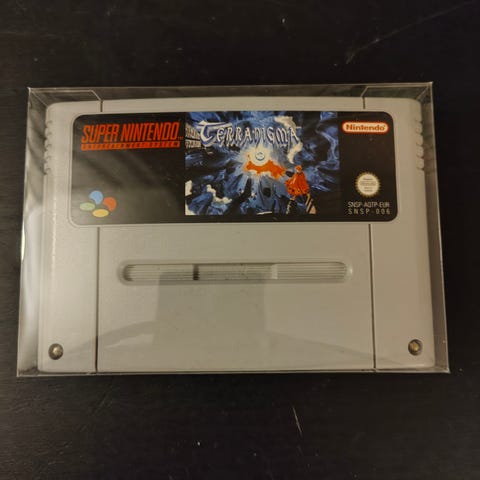 SUPER NINTENDO
ENTERTAINMENT SYSTEM
TERRANIGMA
Nintendo
SNSP-AQTP-EUR
SNSP-006